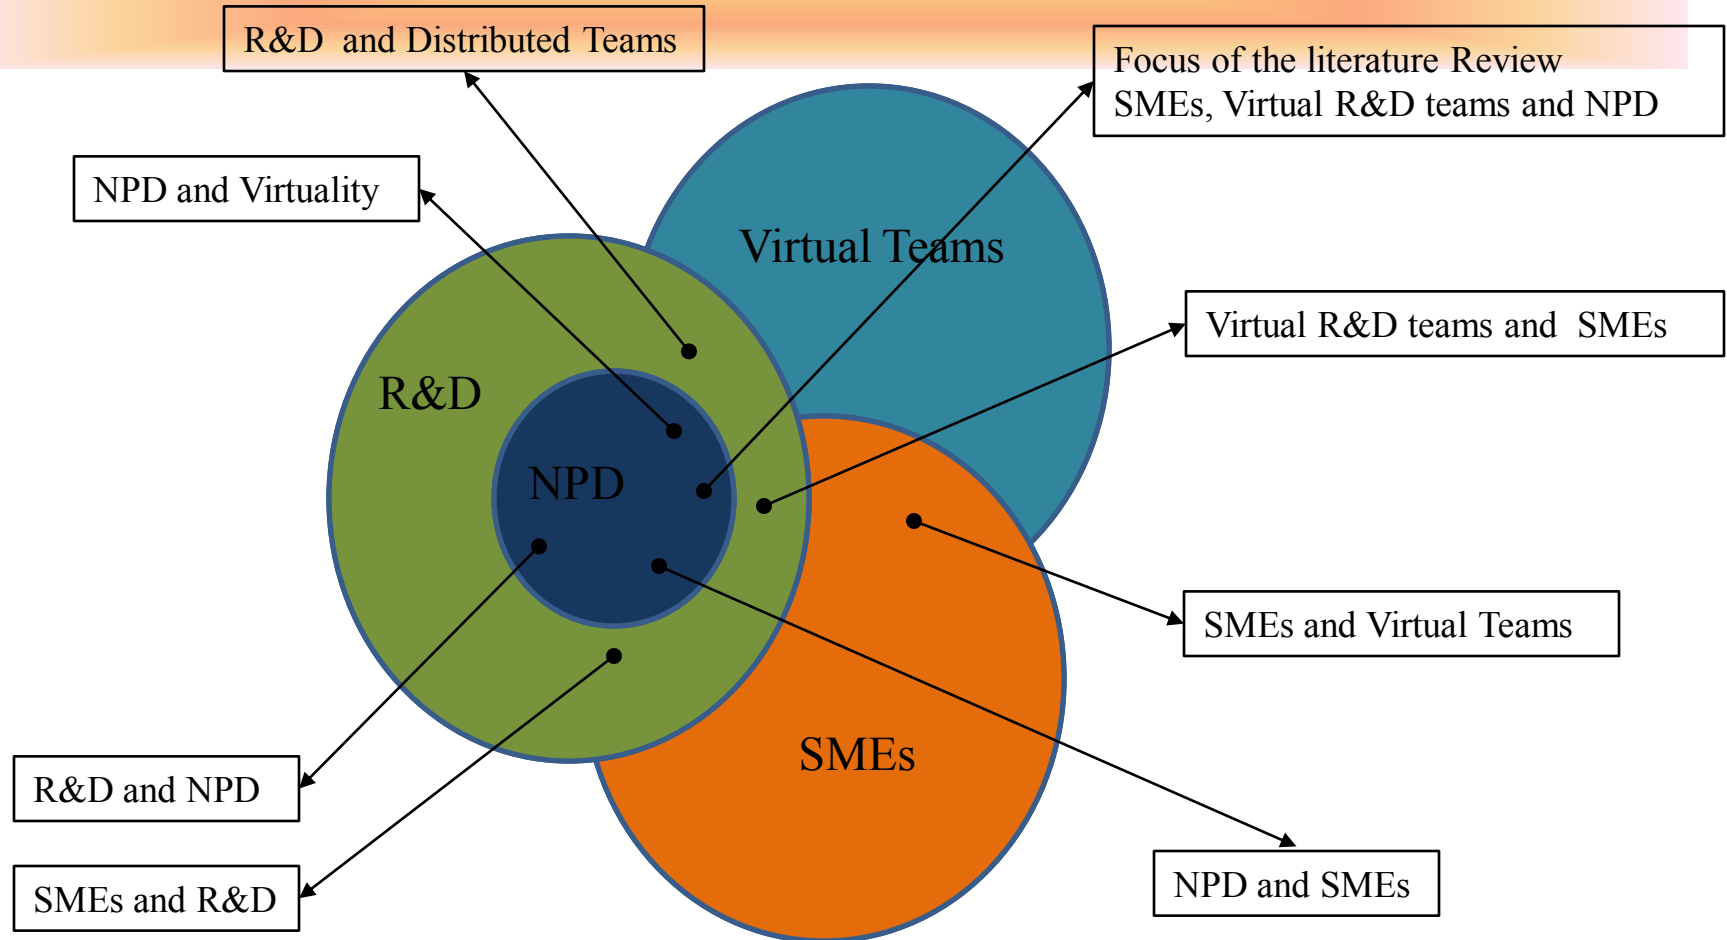 R&D and Distributed Teams
Focus of the literature Review
SMEs, Virtual R&D teams and NPD
NPD and Virtuality
Virtual Teams
Virtual R&D teams and SMEs
R&D
NPD
SMEs and Virtual Teams
SMEs
R&D and NPD
NPD and SMEs
SMEs and R&D